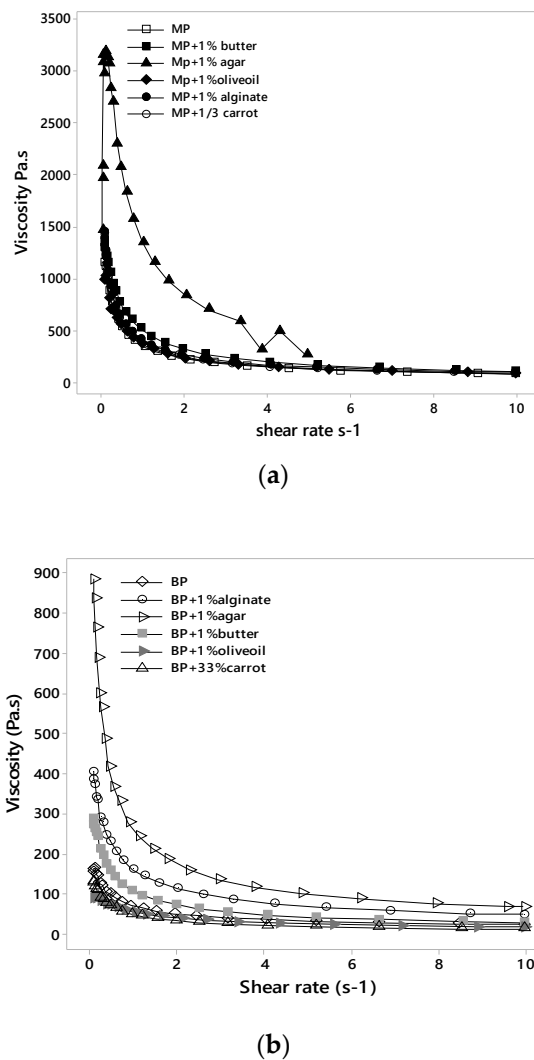 3500
3000
2500
2000
1500
1000
500
0
Viscosity Pa.s
MP
MP+1% butter
Mp+1% agar
MP+1%oliveoil
MP+1% alginate
MP+1/3 carrot
0 2 4 6 8 10
shear rate s-1
(a)
900
800
700
600
500
400
300
200
100
0
Viscosity (Pa.s)
BP
BP+1%alginate
BP+1%agar
BP+1%butter
BP+1%oliveoil
BP+33%carrot
0 2 4 6 8 10
Shear rate (s-1)
(b)